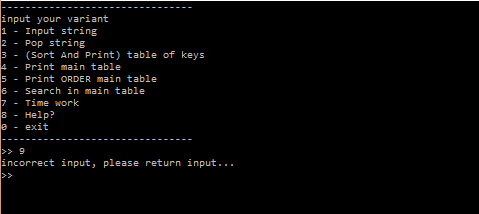 --------------------------------
input your variant
1 - Input string
2 - Pop string
3 - (Sort And Print) table of keys
4 - Print main table
5 - Print ORDER main table
6 - Search in main table
7 - Time work
8 - Help?
0 - exit
--------------------------------
>> 9
incorrect input, please return input...
>>